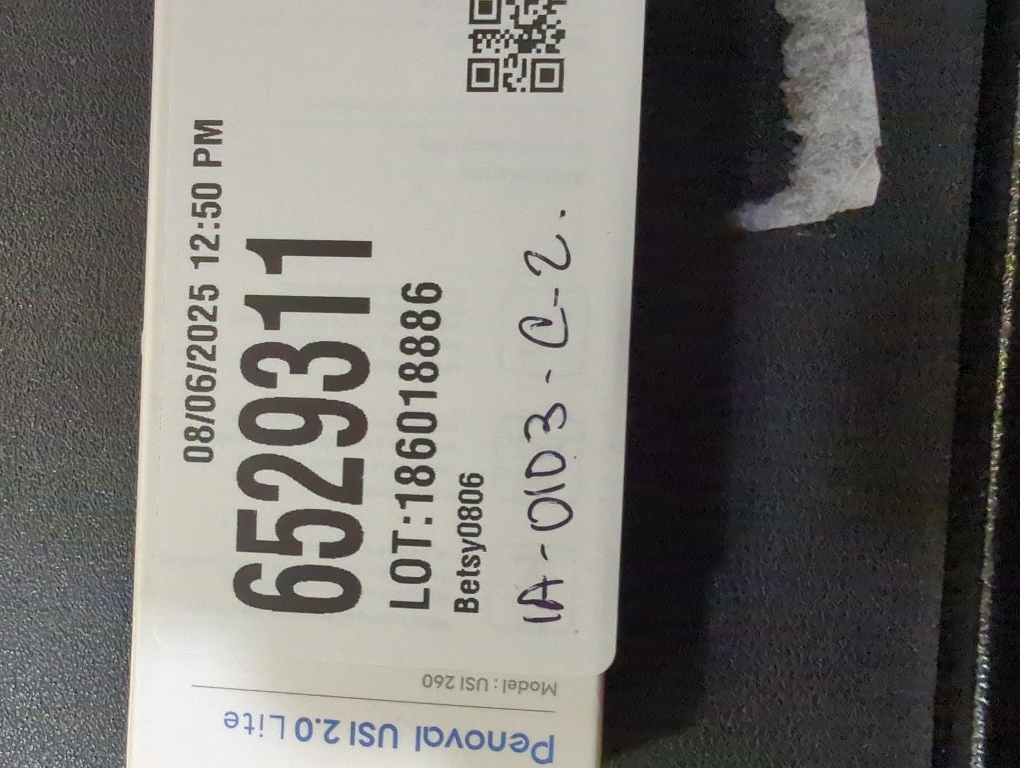 08/06/2025 12:50 PM
6529311
LOT:186018886
Betsy0806
1A-01D3-C-2.
Penoval USI 2.0 Lite
Model : USI 260